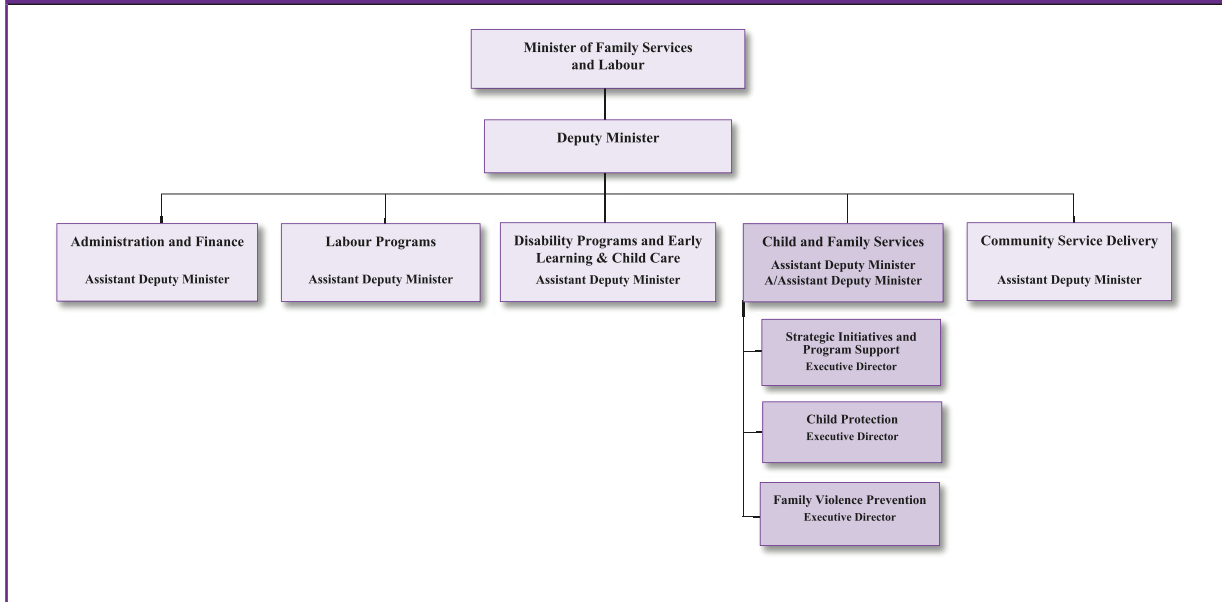 Minister of Family Services
and Labour
Deputy Minister
Administration and Finance
Assistant Deputy Minister
Labour Programs
Assistant Deputy Minister
Disability Programs and Early
Learning & Child Care
Assistant Deputy Minister
Child and Family Services
Assistant Deputy Minister
A/Assistant Deputy Minister
Community Service Delivery
Assistant Deputy Minister
Strategic Initiatives and
Program Support
Executive Director
Child Protection
Executive Director
Family Violence Prevention
Executive Director